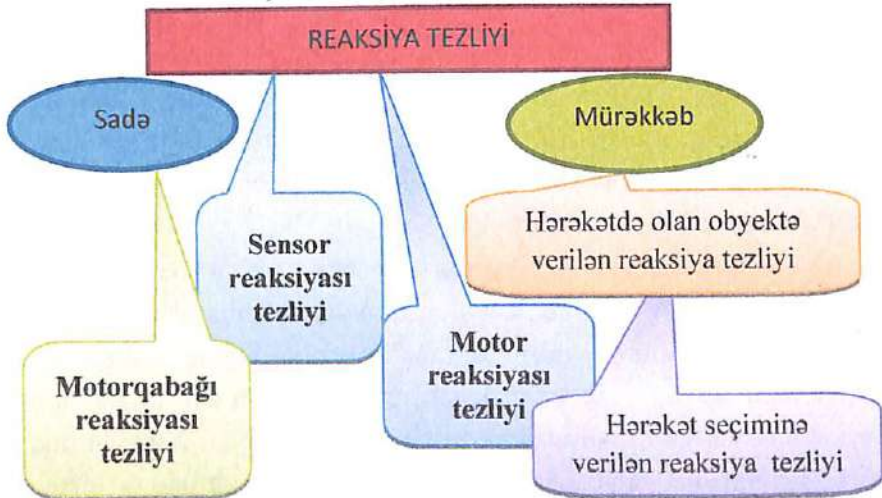 REAKSİYA TEZLİYİ
Sadə
Mürəkkəb
Sensor
reaksiyası
tezliyi
Hərəkətdə olan obyektə
verilən reaksiya tezliyi
Motorqabağı
reaksiyası
tezliyi
Motor
reaksiyası
tezliyi
Hərəkət seçiminə
verilən reaksiya tezliyi